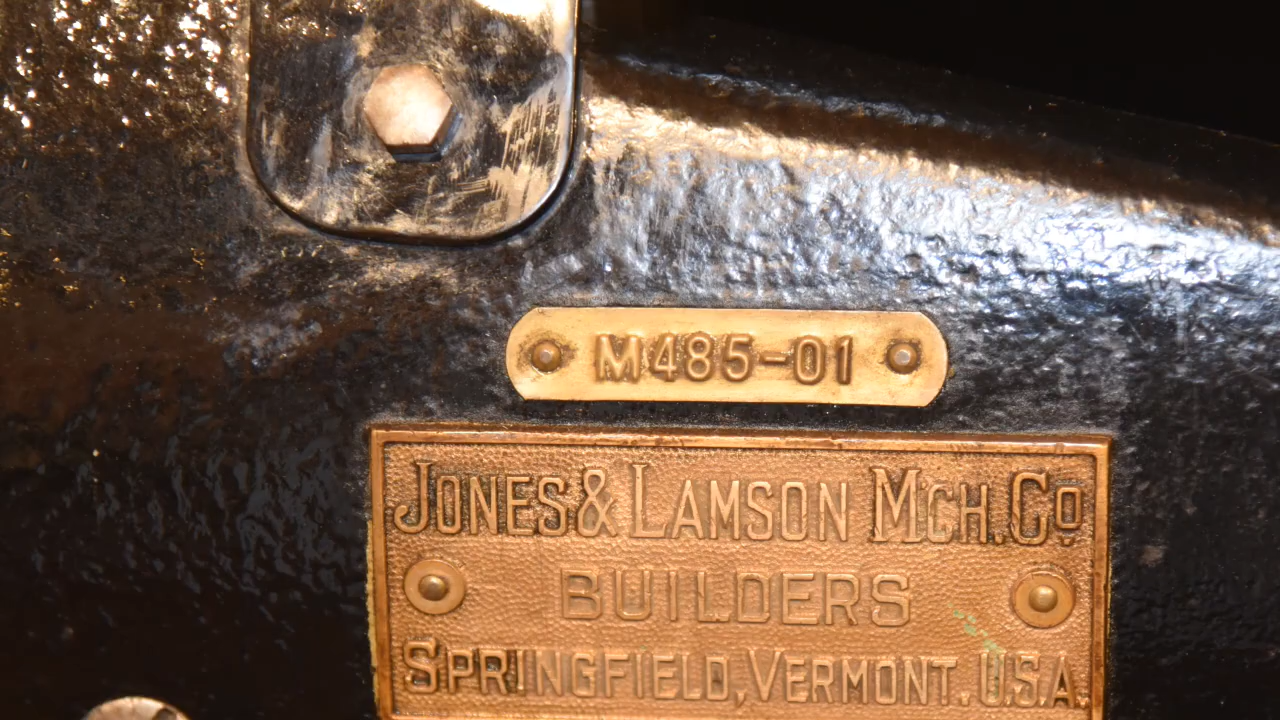 M485-01
JONES & LAMSON MCH. CO.
BUILDERS
SPRINGFIELD, VERMONT, U.S.A.